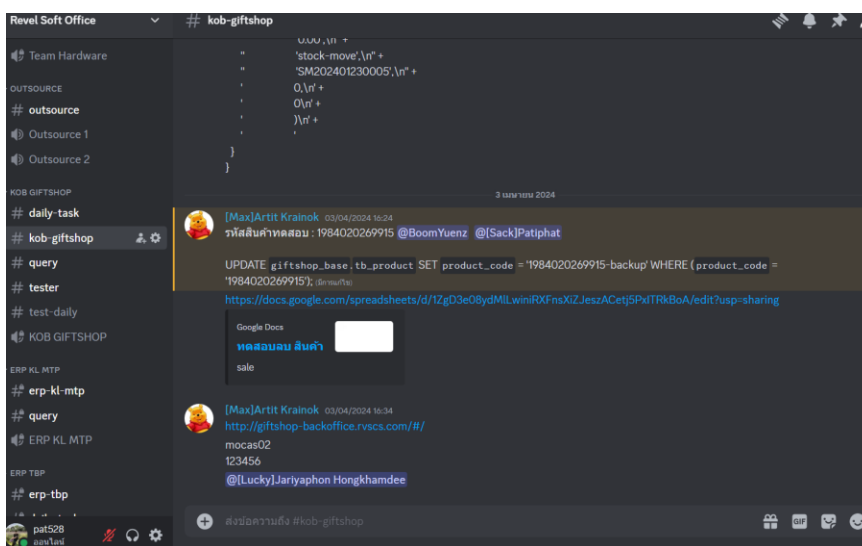 Revel Soft Office
# kob-giftshop
Team Hardware
OUTSOURCE
# outsource
Outsource 1
Outsource 2
KOB GIFTSHOP
# daily-task
# kob-giftshop
# query
# tester
# test-daily
KOB GIFTSHOP
ERP KL MTP
# erp-kl-mtp
# query
ERP KL MTP
ERP TBP
# erp-tbp
pat528
ออนไลน์
0.00',\n' +
"                'stock-move',\n" +
"                'SM202401230005',\n" +
'                0,\n' +
'                0\n' +
'                )\n' +
'                '
}
}
3 เมษายน 2024
[Max]Artit Krainok 03/04/2024 16:24
รหัสสินค้าทดสอบ : 1984020269915 @BoomYuenz @[Sack]Patiphat
UPDATE giftshop_base.tb_product SET product_code = '1984020269915-backup' WHERE (product_code =
'1984020269915'); (มีการแก้ไข)
https://docs.google.com/spreadsheets/d/1ZgD3e08ydMlLwiniRXFnsXiZJeszACetj5PxITRkBoA/edit?usp=sharing
Google Docs
ทดสอบลบ สินค้า
sale
[Max]Artit Krainok 03/04/2024 16:34
http://giftshop-backoffice.rvscs.com/#/
mocas02
123456
@[Lucky]Jariyaphon Hongkhamdee
ส่งข้อความถึง #kob-giftshop
GIF